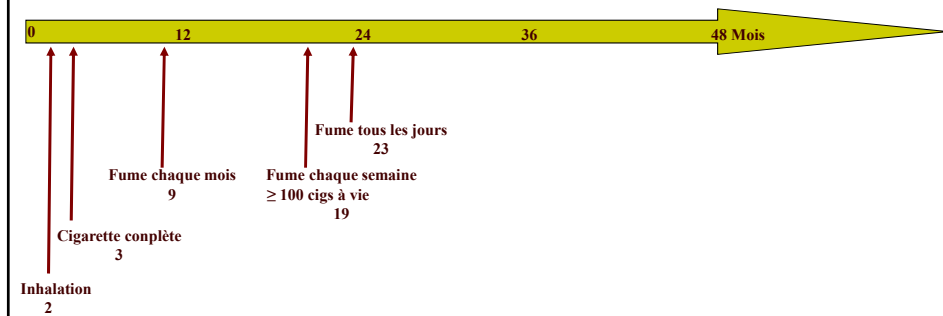 0 12 24 36 48 Mois
Fume tous les jours
23
Fume chaque mois
9
Fume chaque semaine
≥ 100 cigs à vie
19
Cigarette conplète
3
Inhalation
2